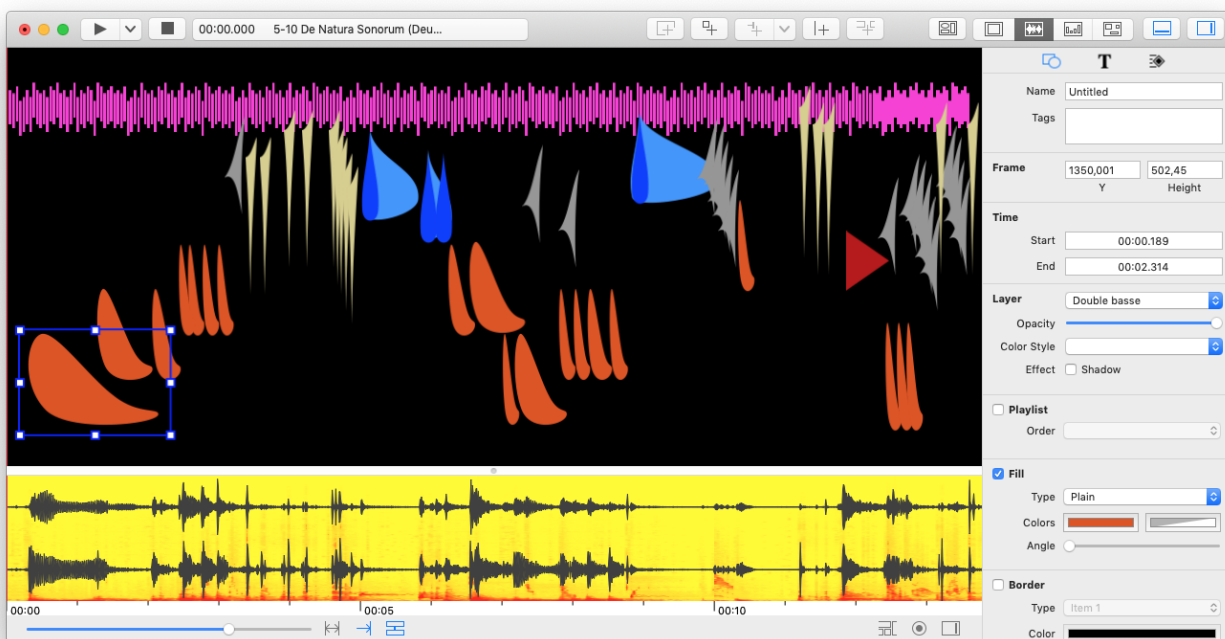 00:00.000 5-10 De Natura Sonorum (Deu...
T
Name Untitled
Tags
Frame 1350,001 502,45
Y Height
Time
Start 00:00.189
End 00:02.314
Layer Double basse
Opacity
Color Style
Effect Shadow
Playlist
Order
Fill
Type Plain
Colors
Angle
Border
Type Item 1
Color
00:00 00:05 00:10